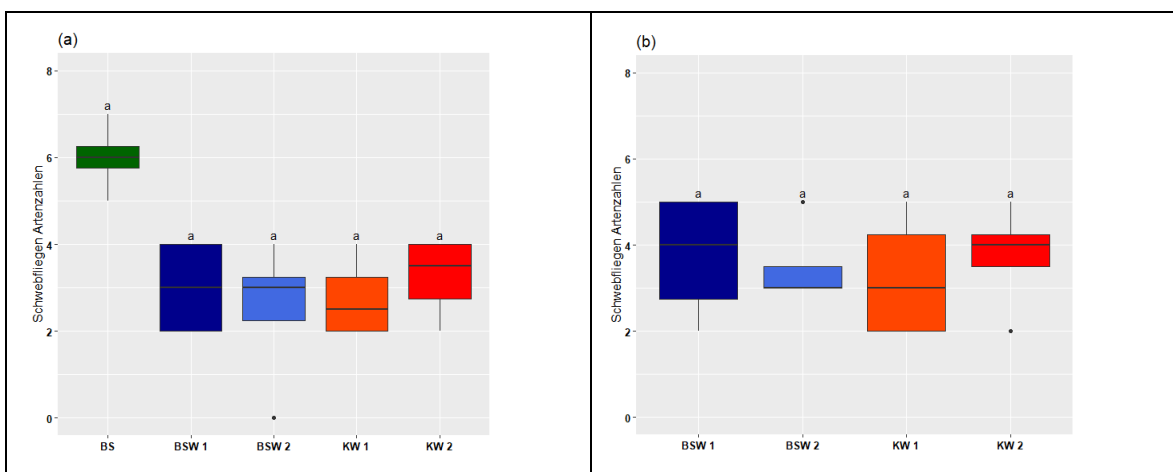 (a)
8
6
4
2
0
Schwebfliegen Artenzahlen
a
a
a
a
a
BS BSW 1 BSW 2 KW 1 KW 2
(b)
8
6
4
2
0
Schwebfliegen Artenzahlen
a
a
a
a
BSW 1 BSW 2 KW 1 KW 2